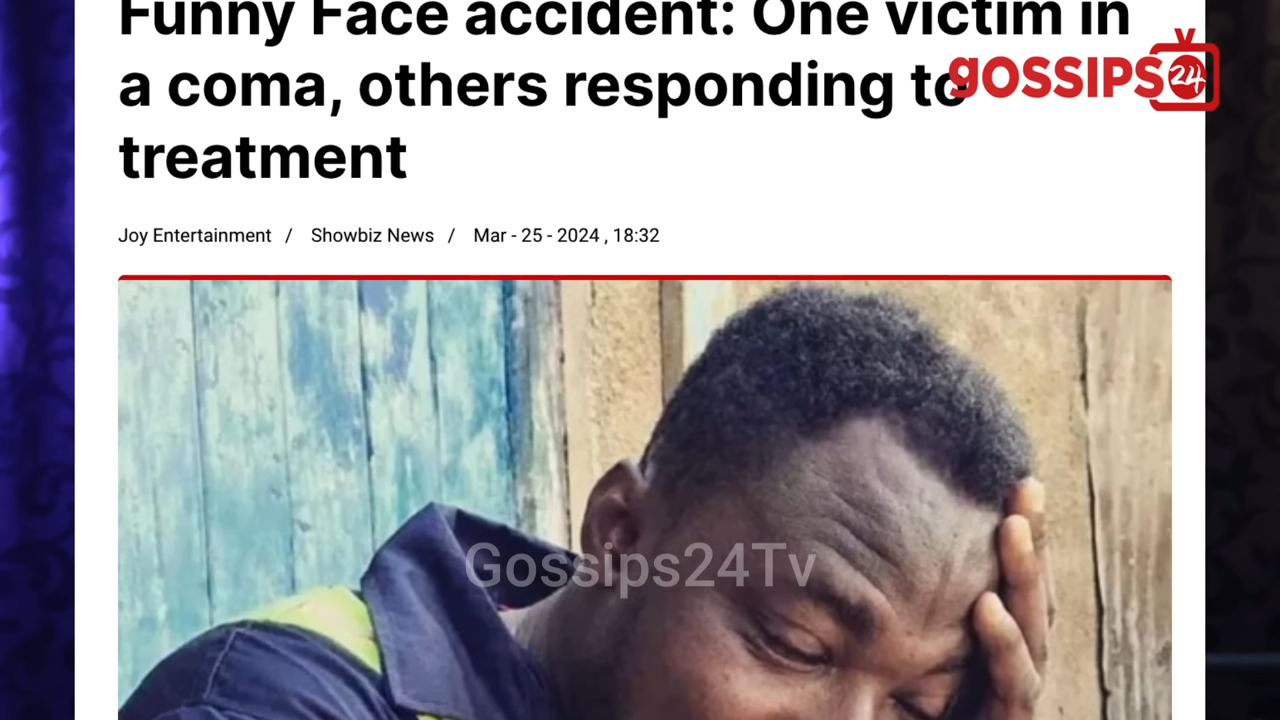 Funny Face accident: One victim in
a coma, others responding to
treatment
GOSSIPS24
Joy Entertainment / Showbiz News / Mar - 25 - 2024 , 18:32
Gossips24Tv